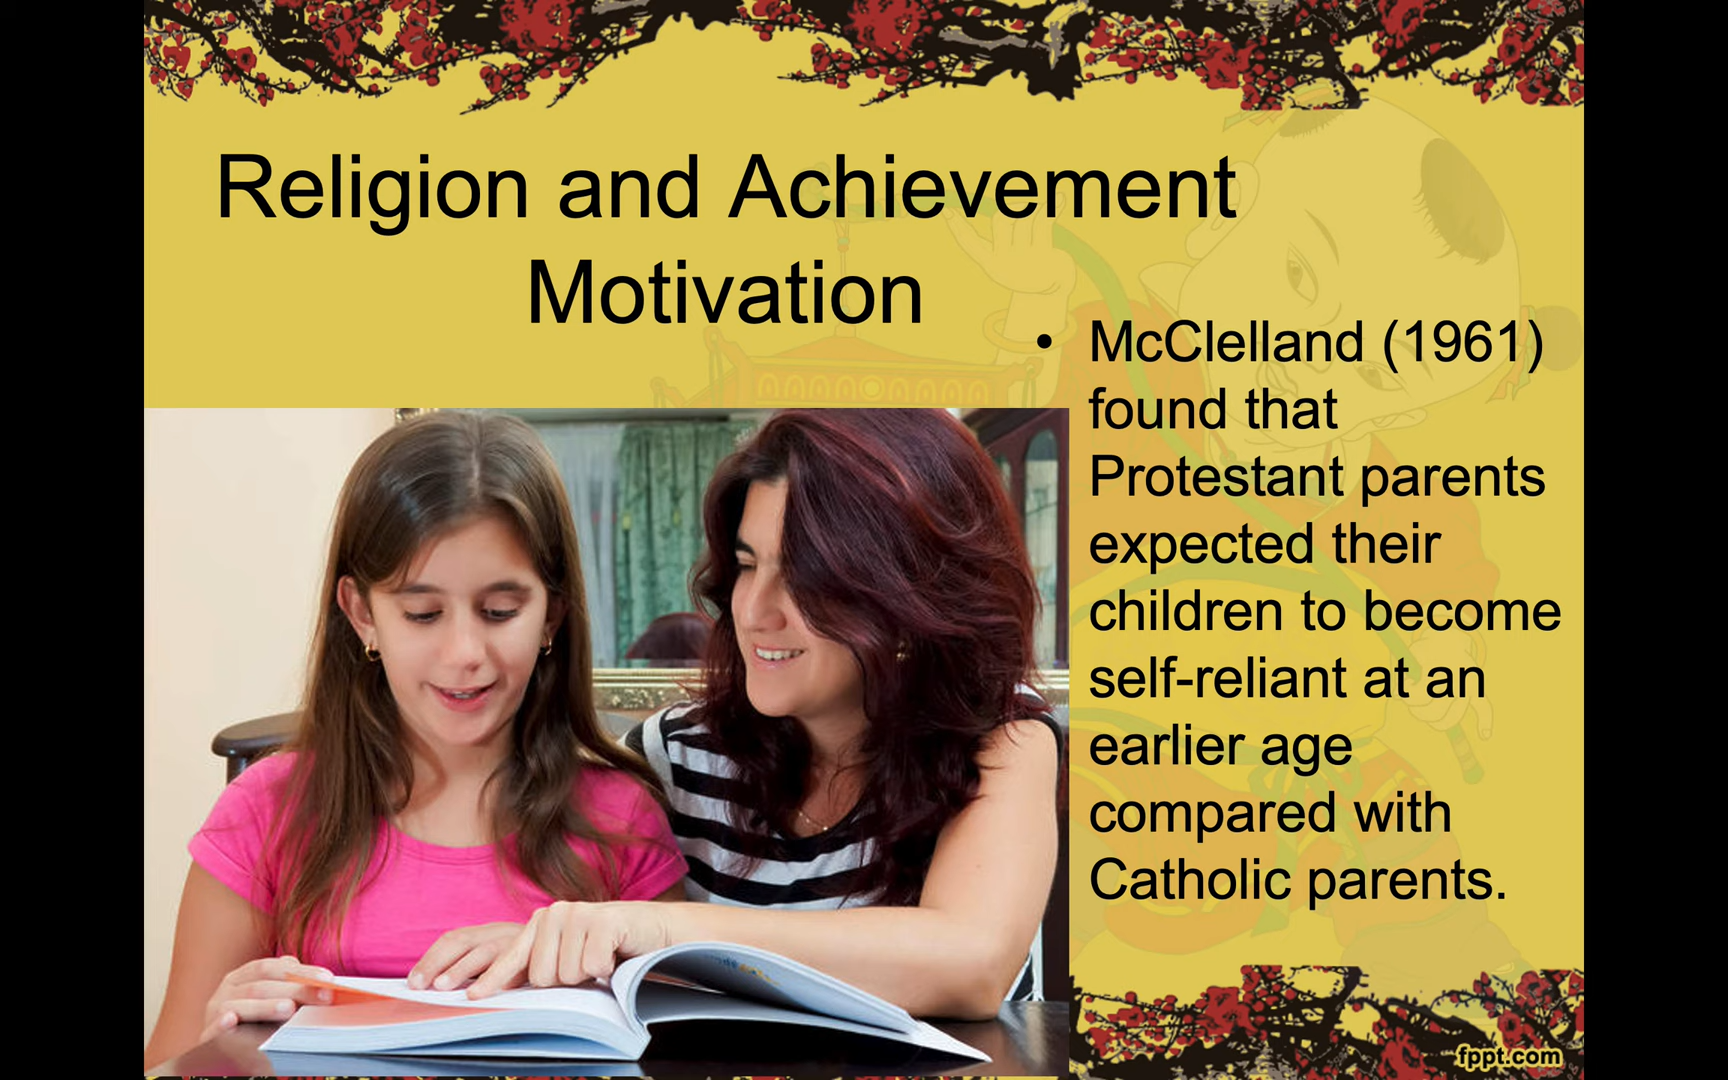 Religion and Achievement
Motivation
• McClelland (1961)
found that
Protestant parents
expected their
children to become
self-reliant at an
earlier age
compared with
Catholic parents.
fppt.com